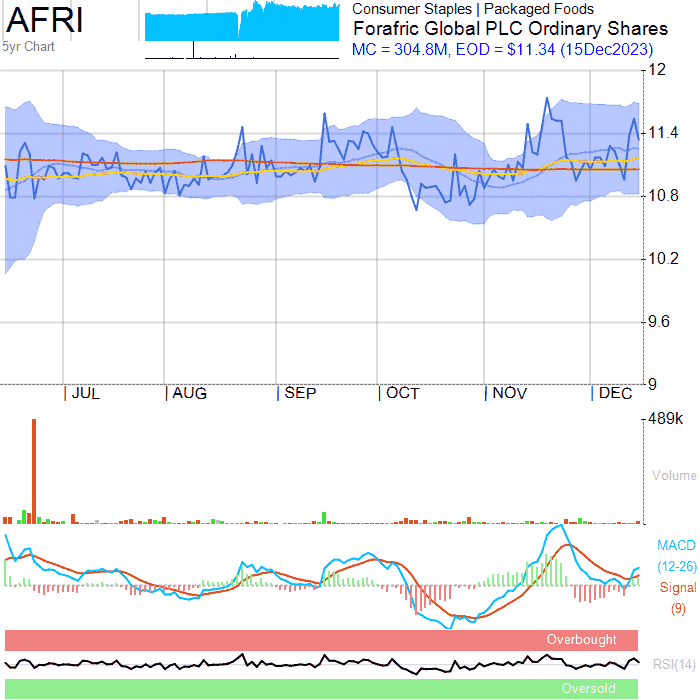 AFRI
5yr Chart
Consumer Staples | Packaged Foods
Forafric Global PLC Ordinary Shares
MC = 304.8M, EOD = $11.34 (15Dec2023)
12
11.4
10.8
10.2
9.6
9
| JUL | AUG | SEP | OCT | NOV | DEC
489k
Volume
MACD
(12-26)
Signal
(9)
Overbought
RSI(14)
Oversold